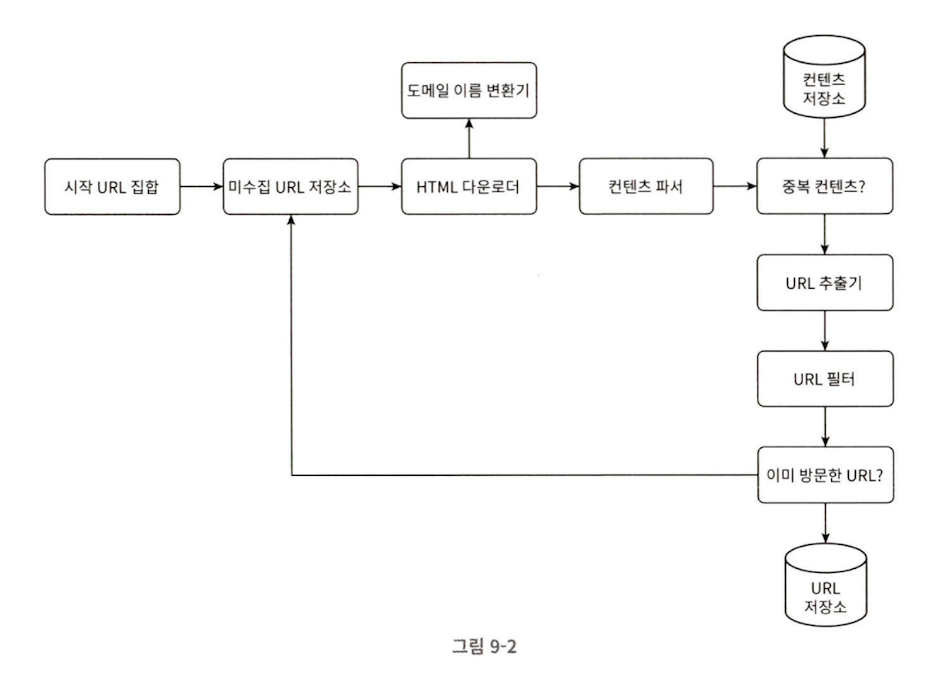 컨텐츠
저장소
도메일 이름 변환기
시작 URL 집합
미수집 URL 저장소
HTML 다운로더
컨텐츠 파서
중복 컨텐츠?
URL 추출기
URL 필터
이미 방문한 URL?
URL
저장소
그림 9-2